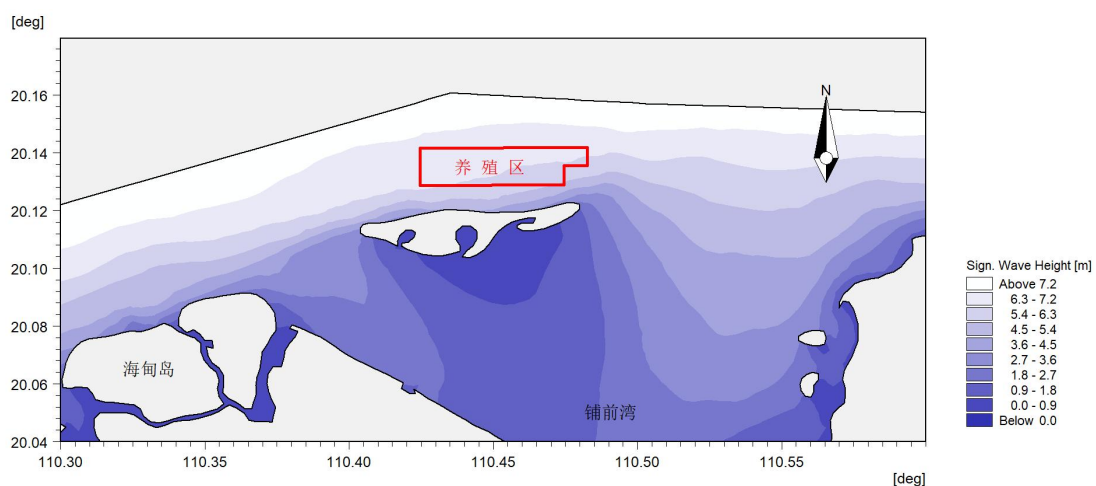 [deg]
20.16
20.14
20.12
20.10
20.08
20.06
20.04
110.30
110.35
110.40
110.45
110.50
110.55
[deg]
N
养殖区
海甸岛
铺前湾
Sign. Wave Height [m]
Above 7.2
6.3 - 7.2
5.4 - 6.3
4.5 - 5.4
3.6 - 4.5
2.7 - 3.6
1.8 - 2.7
0.9 - 1.8
0.0 - 0.9
Below 0.0